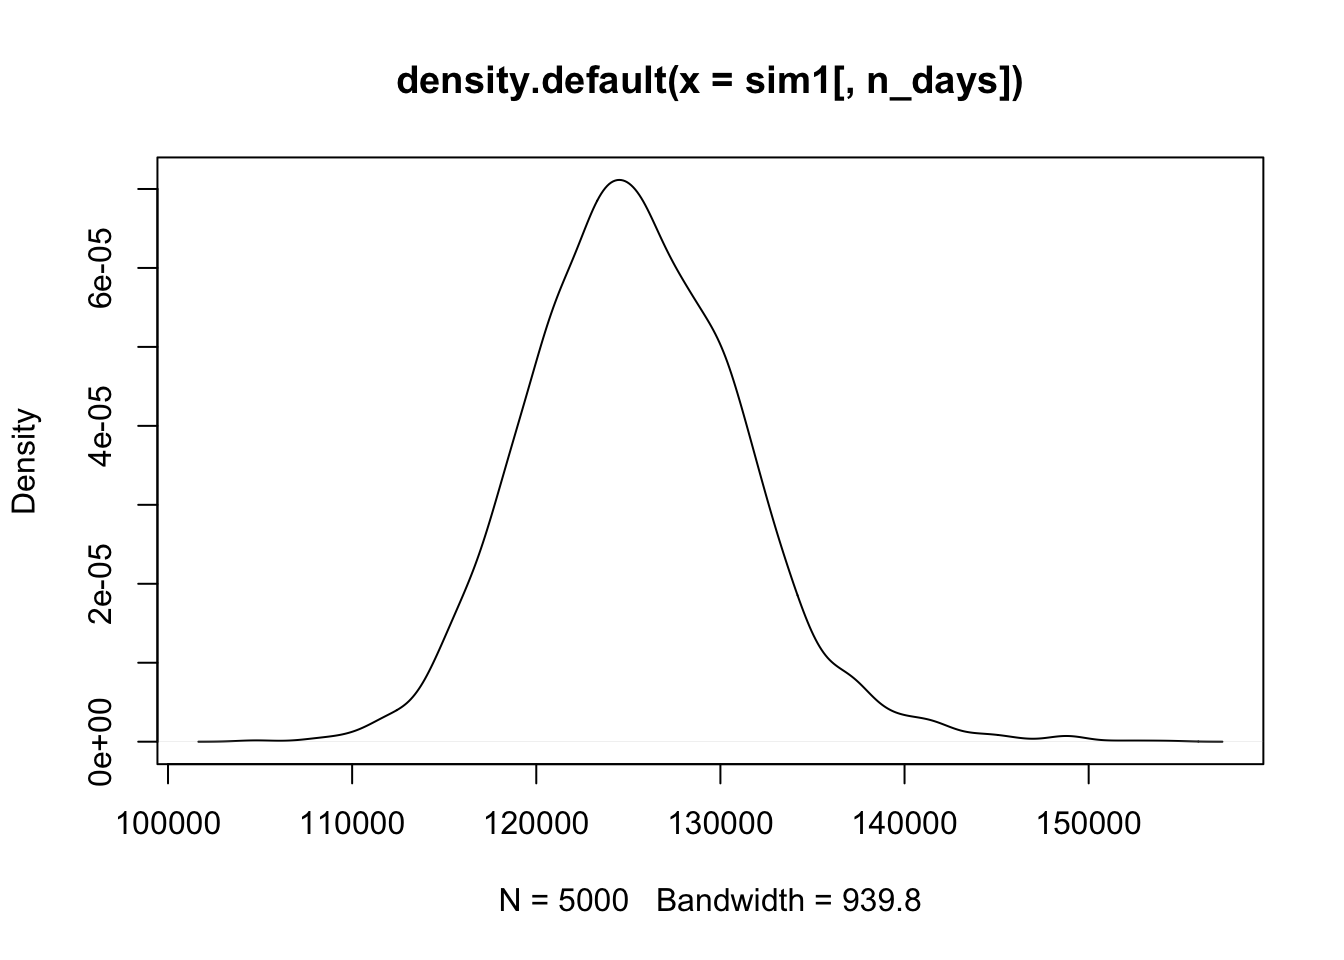 density.default(x = sim1[, n_days])
Density
6e-05
4e-05
2e-05
0e+00
100000 110000 120000 130000 140000 150000
N = 5000 Bandwidth = 939.8